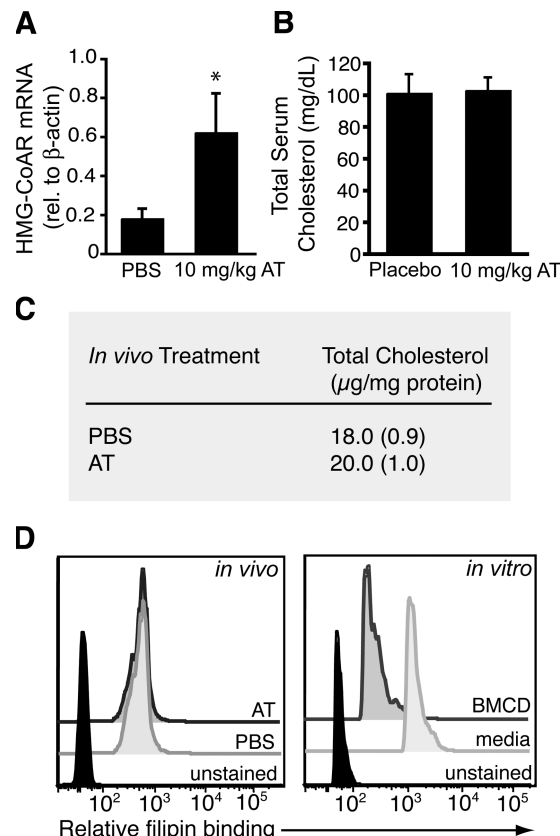 A
HMG-CoAR mRNA
(rel. to β-actin)
1.0
0.8
0.6
0.4
0.2
0
*
PBS
10 mg/kg AT
B
Total Serum
Cholesterol (mg/dL)
120
100
80
60
40
20
0
Placebo
10 mg/kg AT
C
In vivo Treatment
Total Cholesterol
(µg/mg protein)
PBS 18.0 (0.9)
AT 20.0 (1.0)
D
in vivo
AT
PBS
unstained
10² 10³ 10⁴ 10⁵
in vitro
BMCD
media
unstained
10² 10³ 10⁴ 10⁵
Relative filipin binding